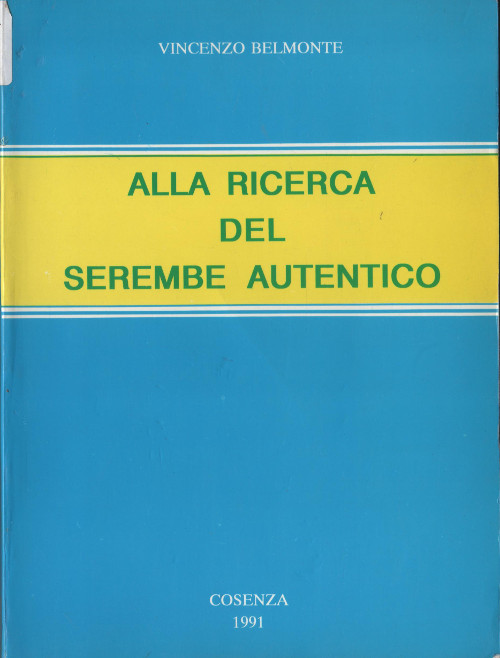 VINCENZO BELMONTE
ALLA RICERCA
DEL
SEREMBE AUTENTICO
COSENZA
1991